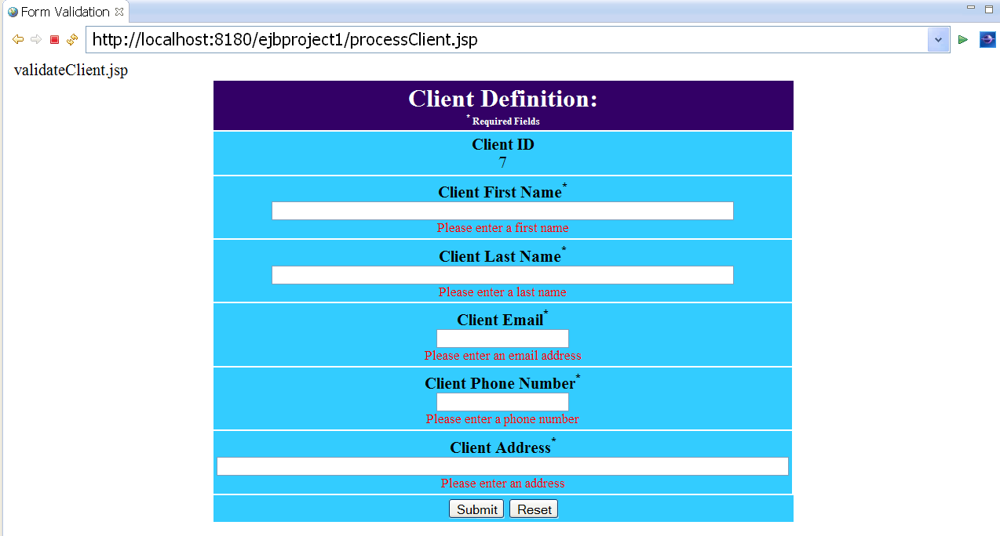 Form Validation
http://localhost:8180/ejbproject1/processClient.jsp
validateClient.jsp
Client Definition:
* Required Fields
Client ID
7
Client First Name*
Please enter a first name
Client Last Name*
Please enter a last name
Client Email*
Please enter an email address
Client Phone Number*
Please enter a phone number
Client Address*
Please enter an address
Submit Reset